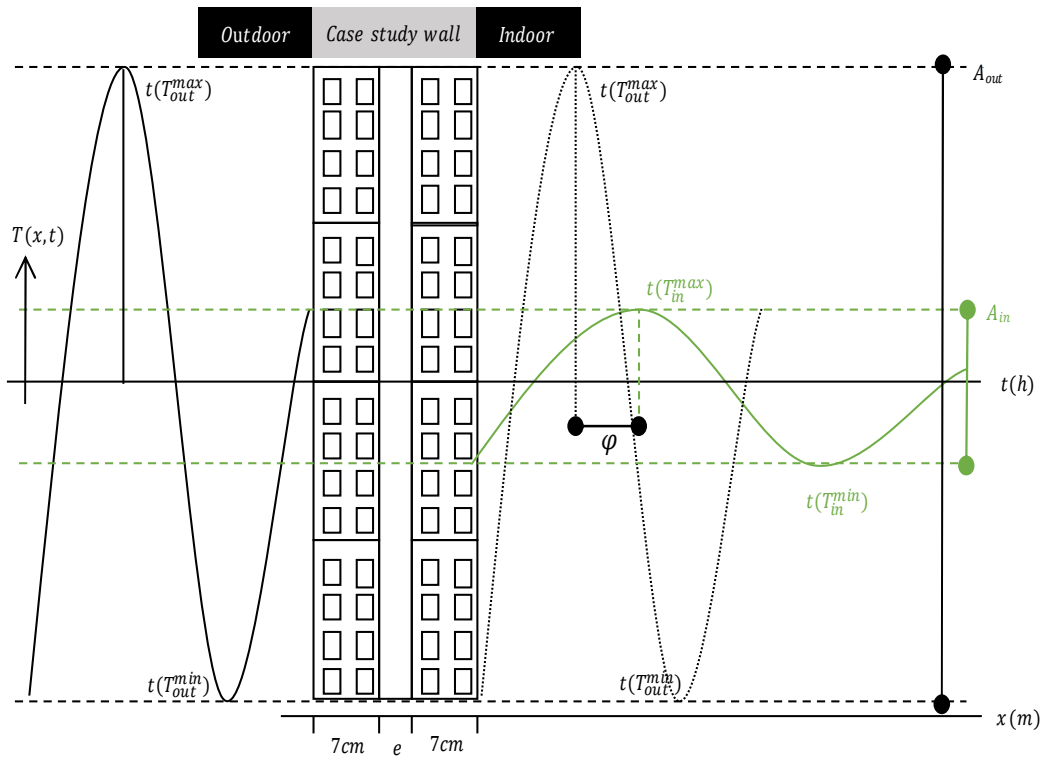 Outdoor Case study wall Indoor
t(T_out^max) t(T_out^max) A_out
T(x,t)
t(T_in^max) A_in
t(h)
φ
t(T_in^min)
t(T_out^min) t(T_out^min)
x(m)
7cm e 7cm